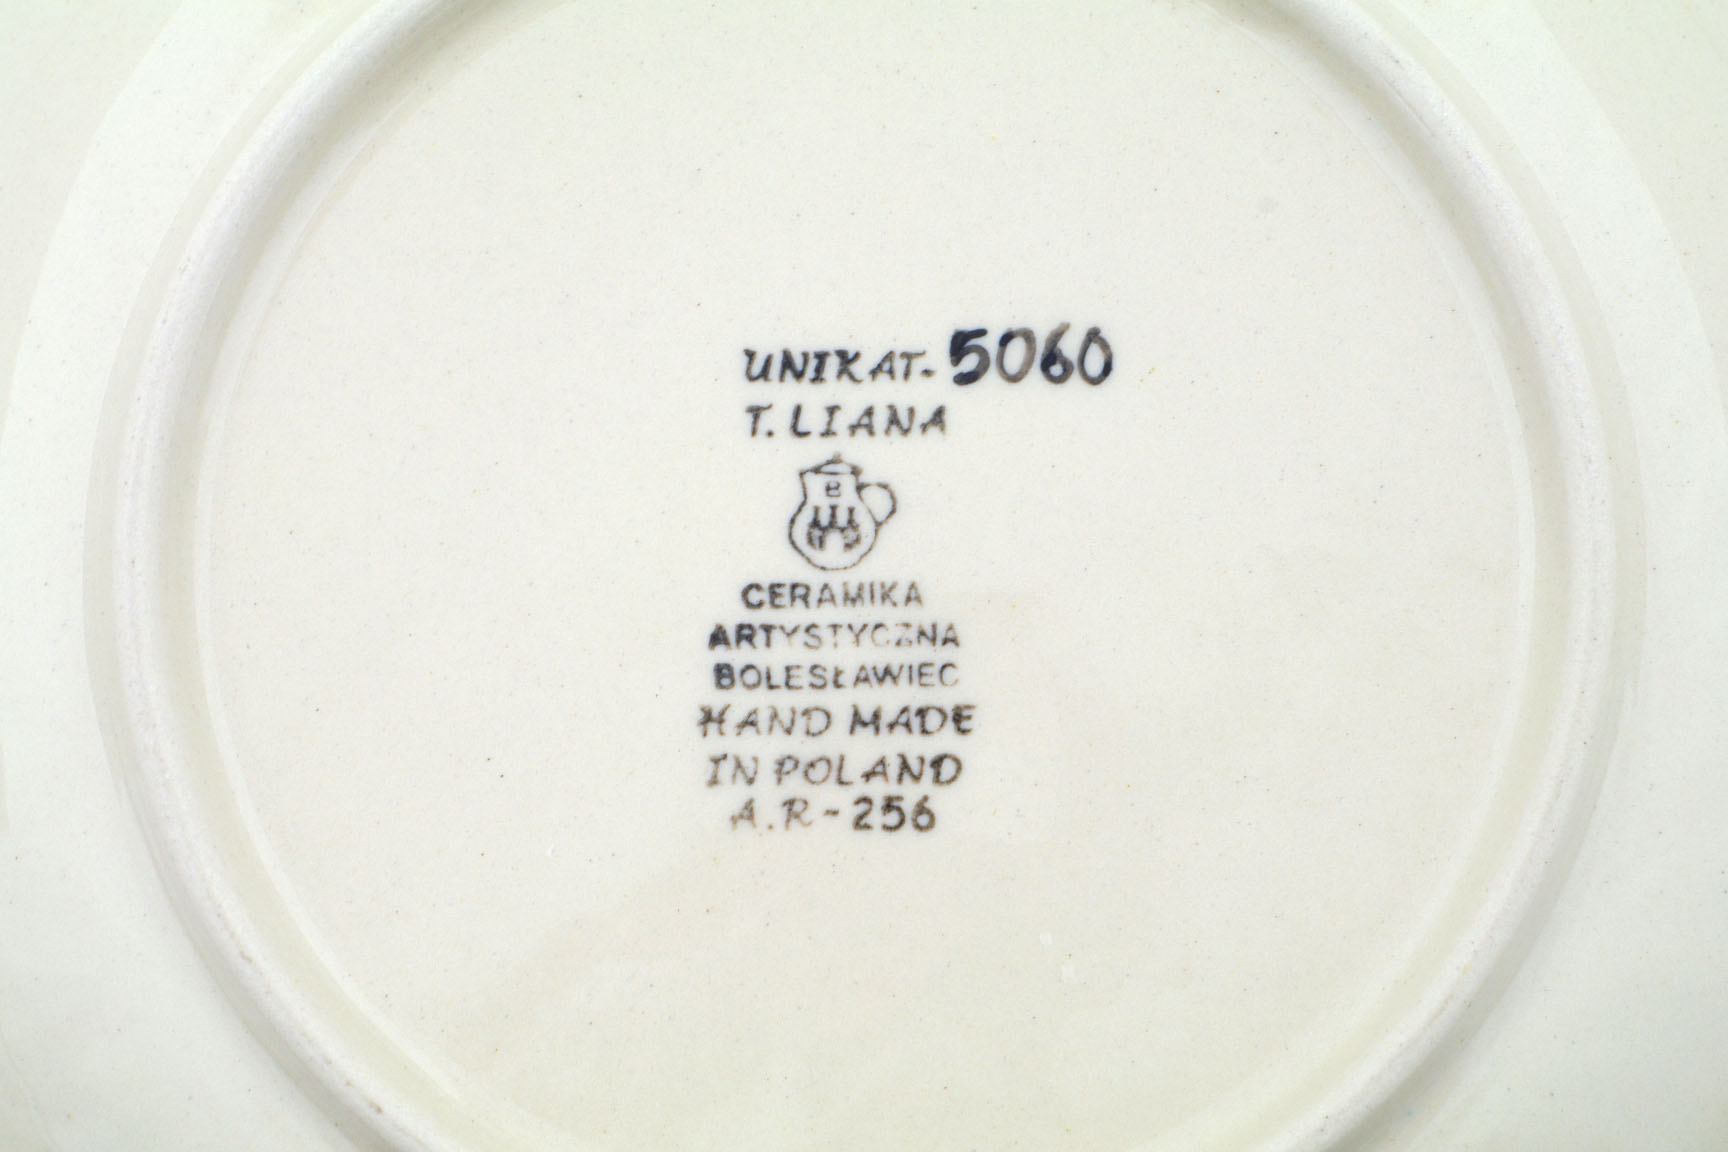 UNIKAT-5060
T. LIANA
B
CERAMIKA
ARTYSTYCZNA
BOLESŁAWIEC
HAND MADE
IN POLAND
A.R-256